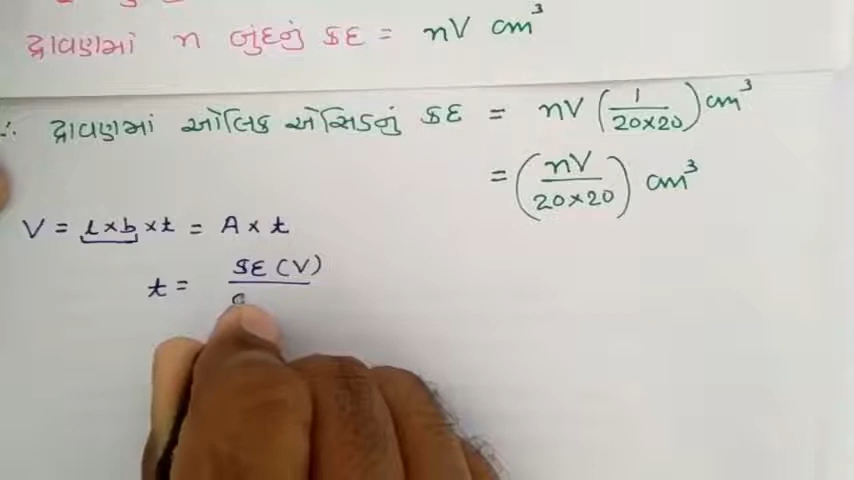 દ્રાવણમાં n બુંદનું કદ = nV cm³
∴ દ્રાવણમાં ઓલિક એસિડનું કદ = nV (1/20×20) cm³
= (nV/20×20) cm³
V = l×b×t = A×t
t = કદ (V)